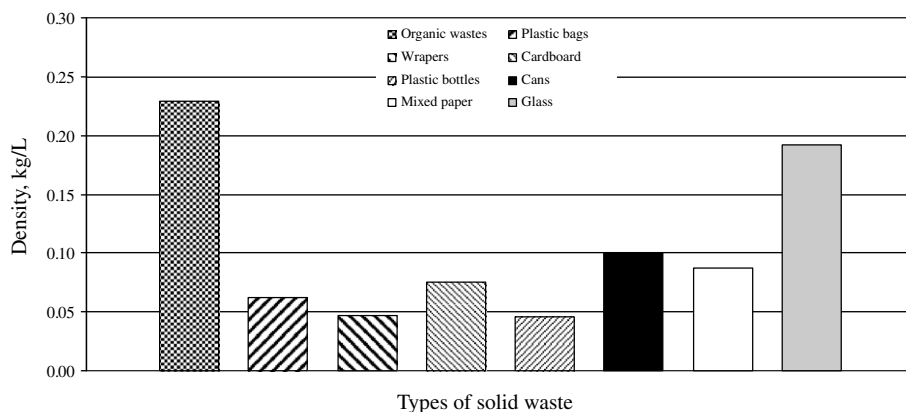 Density, kg/L
0.30
0.25
0.20
0.15
0.10
0.05
0.00
Organic wastes
Plastic bags
Wrapers
Cardboard
Plastic bottles
Cans
Mixed paper
Glass
Types of solid waste